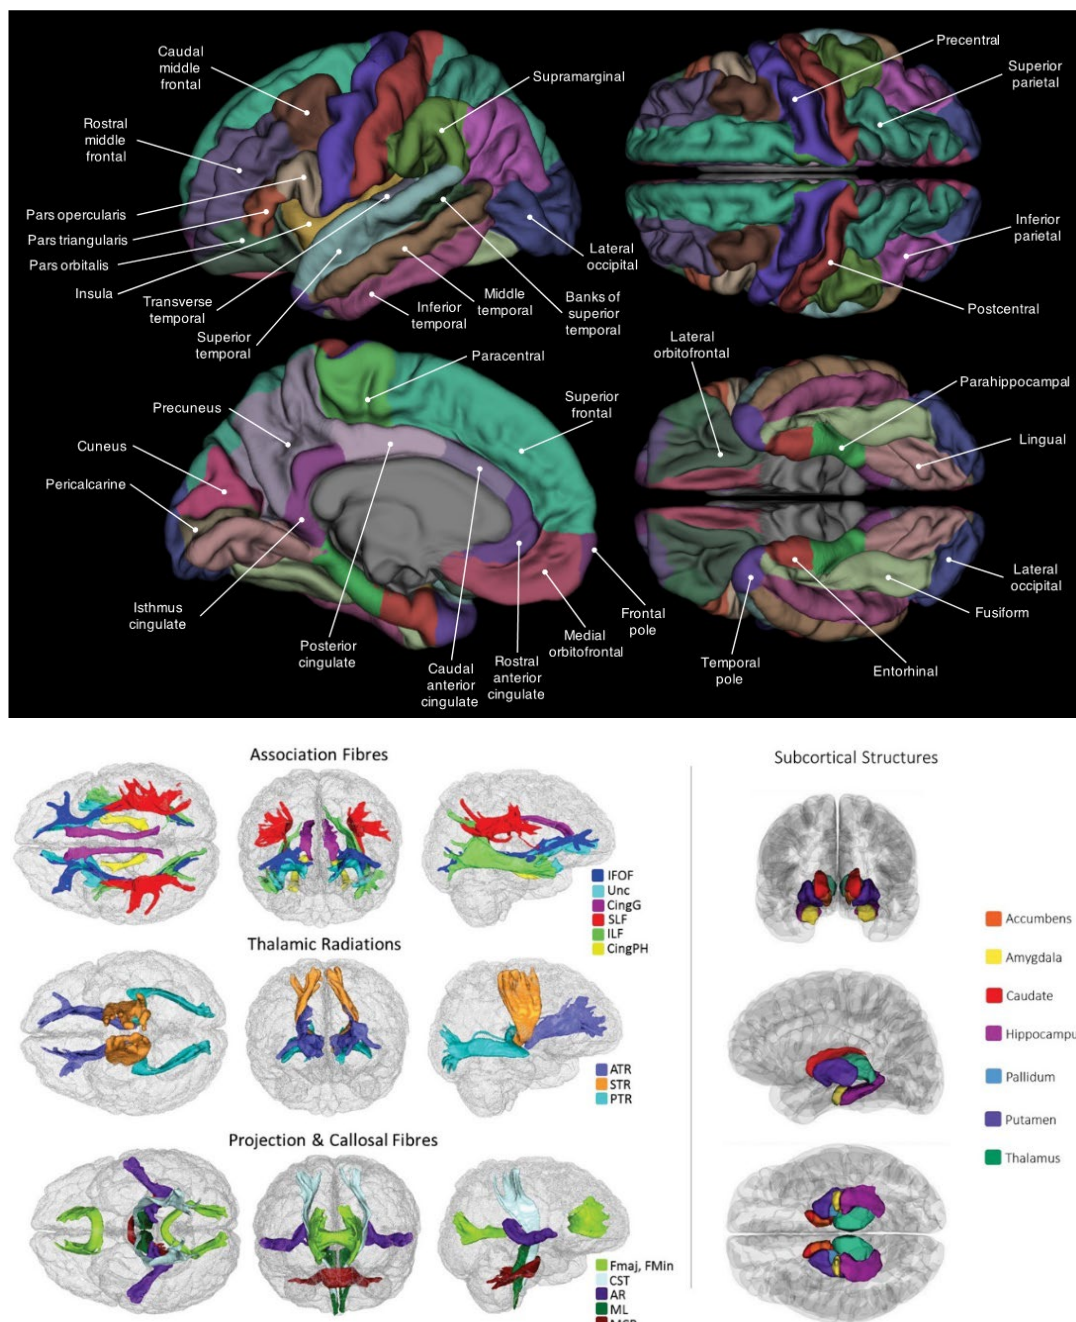 Caudal
middle
frontal
Rostral
middle
frontal
Pars opercularis
Pars triangularis
Pars orbitalis
Insula
Transverse
temporal
Superior
temporal
Inferior
temporal
Middle
temporal
Banks of
superior
temporal
Lateral
occipital
Supramarginal
Precentral
Superior
parietal
Inferior
parietal
Postcentral
Paracentral
Precuneus
Superior
frontal
Cuneus
Pericalcarine
Isthmus
cingulate
Posterior
cingulate
Caudal
anterior
cingulate
Rostral
anterior
cingulate
Medial
orbitofrontal
Frontal
pole
Lateral
orbitofrontal
Parahippocampal
Lingual
Lateral
occipital
Fusiform
Entorhinal
Temporal
pole
Association Fibres
IFOF
Unc
CingG
SLF
ILF
CingPH
Thalamic Radiations
ATR
STR
PTR
Projection & Callosal Fibres
Fmaj, FMin
CST
AR
ML
Subcortical Structures
Accumbens
Amygdala
Caudate
Hippocampu
Pallidum
Putamen
Thalamus